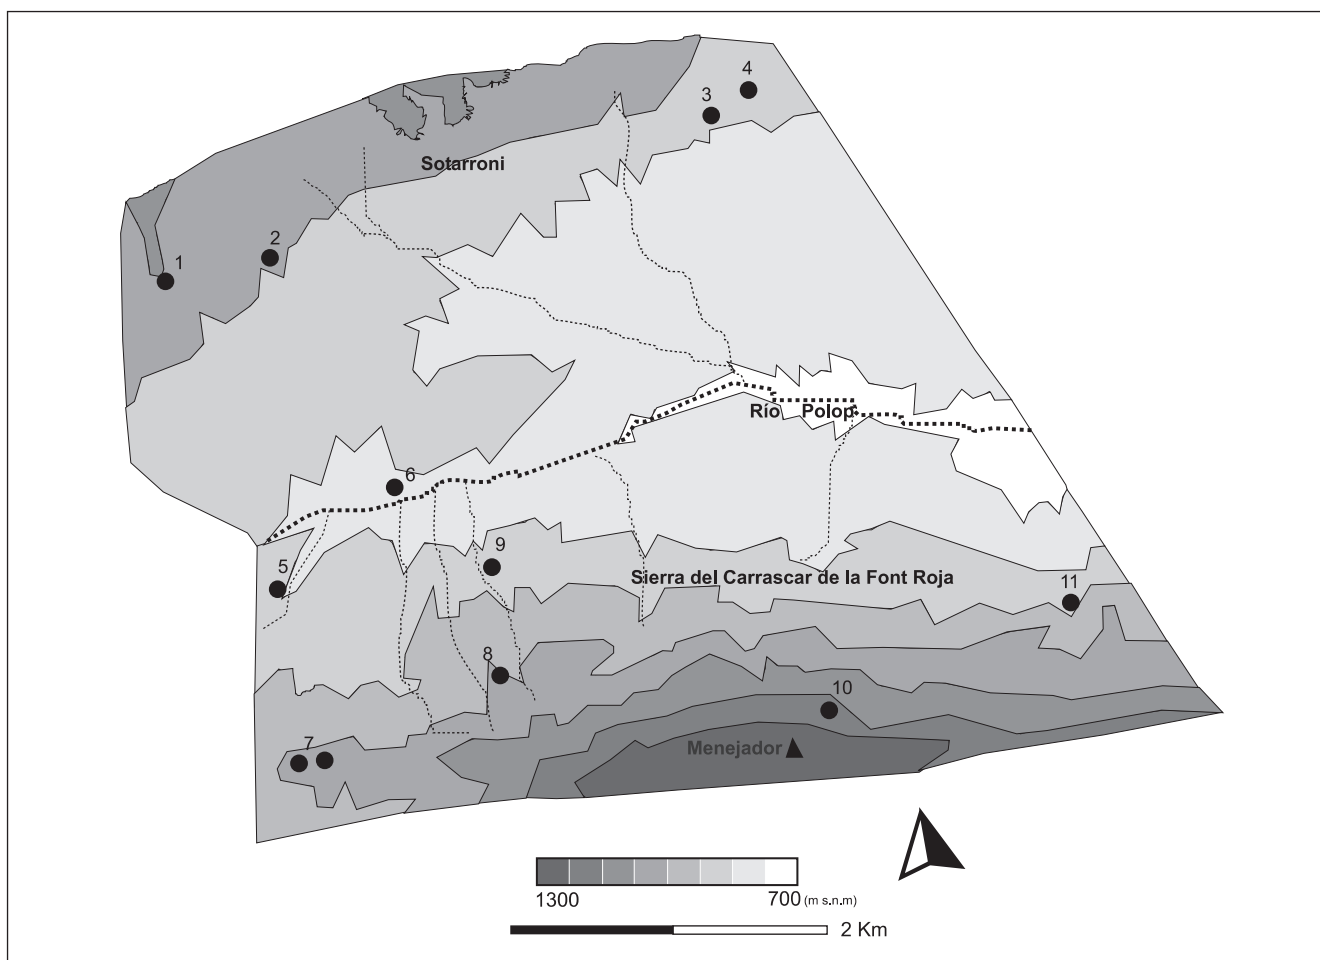 4
3
Sotarroni
2
1
Río Polop
6
9
5
Sierra del Carrascar de la Font Roja
11
8
10
7
Menejador
1300 700 (m s.n.m)
2 Km